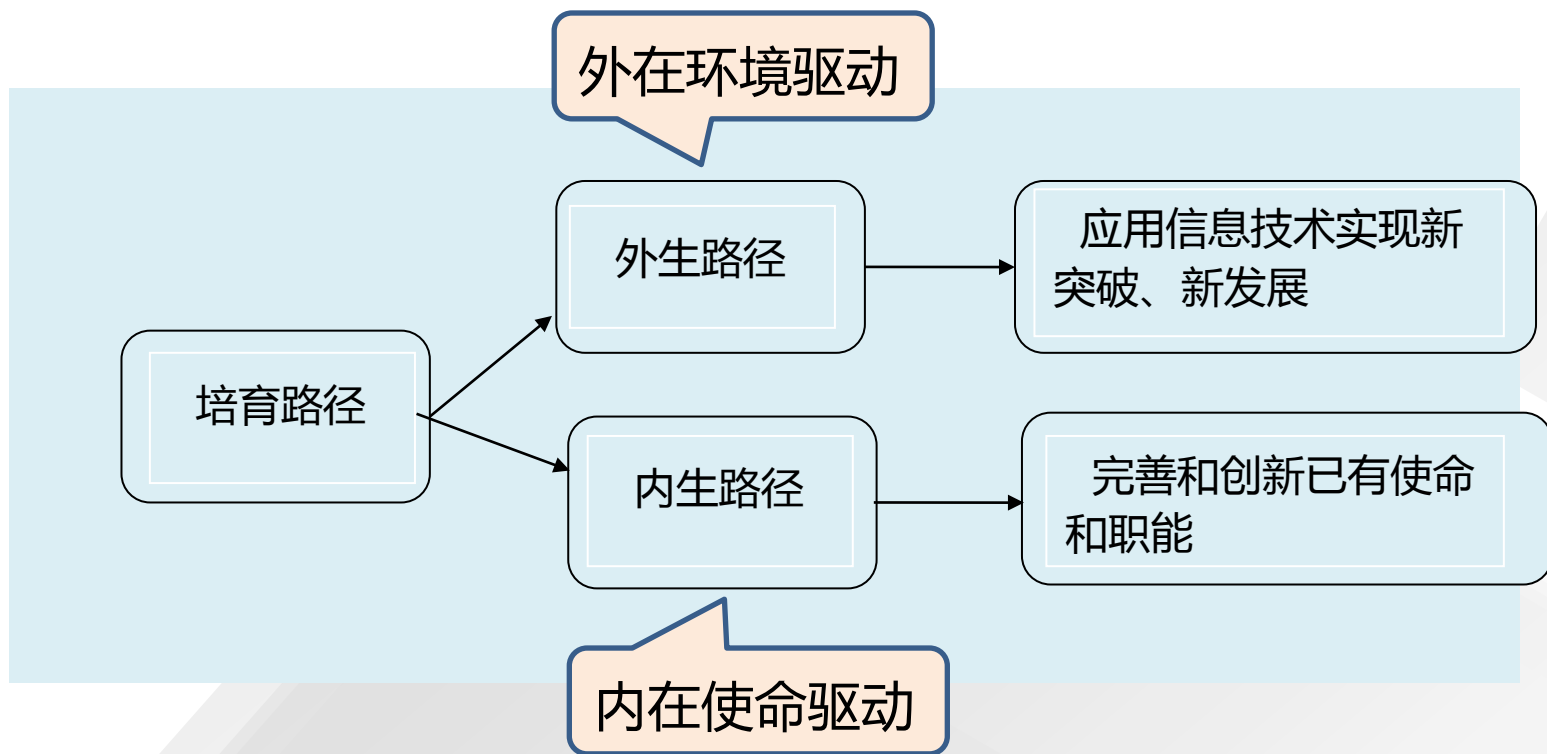 外在环境驱动
外生路径
应用信息技术实现新
突破、新发展
培育路径
内生路径
完善和创新已有使命
和职能
内在使命驱动